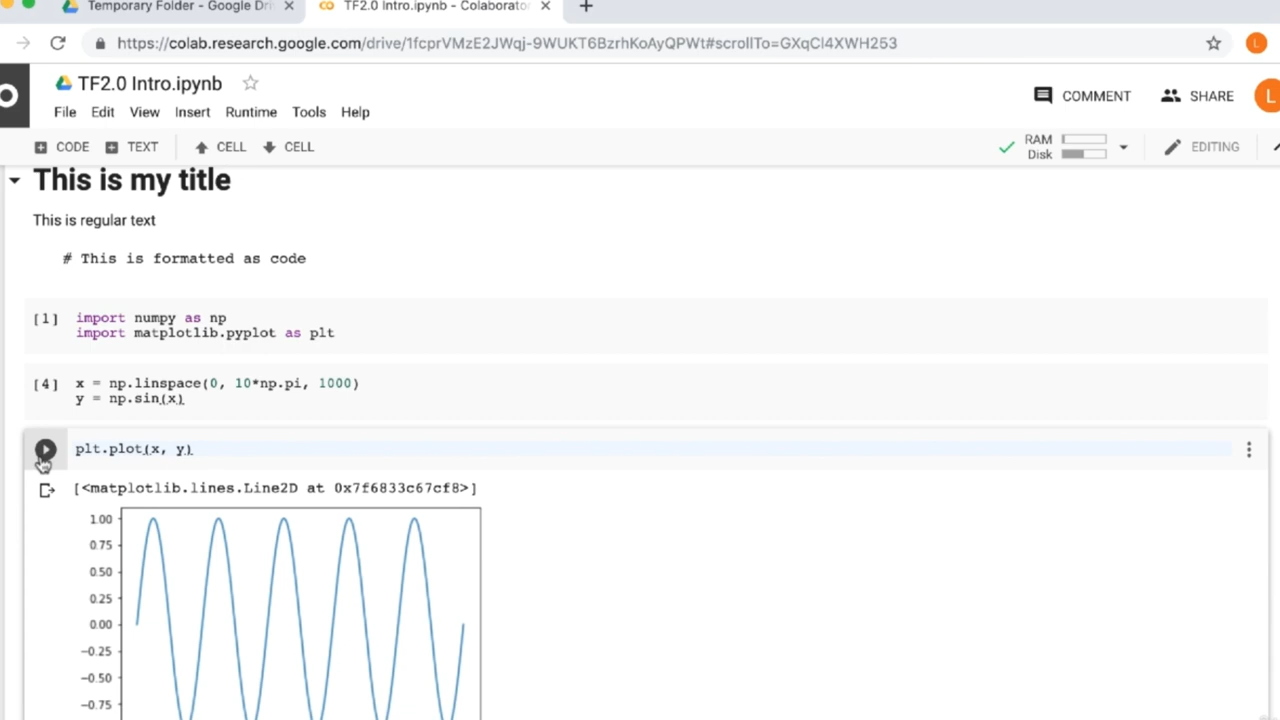 Temporary Folder - Google Dri
TF2.0 Intro.ipynb - Colaborator
https://colab.research.google.com/drive/1fcprVMzE2JWqj-9WUKT6BzrhKoAyQPWt#scrollTo=GXqCl4XWH253
L
TF2.0 Intro.ipynb
COMMENT
SHARE
L
File Edit View Insert Runtime Tools Help
CODE TEXT CELL CELL
RAM
Disk
EDITING
This is my title
This is regular text
# This is formatted as code
[1] import numpy as np
import matplotlib.pyplot as plt
[4] x = np.linspace(0, 10*np.pi, 1000)
y = np.sin(x)
plt.plot(x, y)
[<matplotlib.lines.Line2D at 0x7f6833c67cf8>]
1.00
0.75
0.50
0.25
0.00
−0.25
−0.50
−0.75